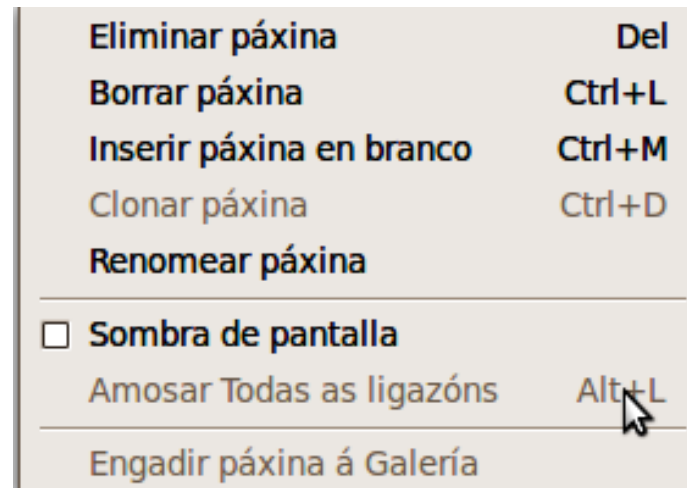 Eliminar páxina Del
Borrar páxina Ctrl+L
Inserir páxina en branco Ctrl+M
Clonar páxina Ctrl+D
Renomear páxina
Sombra de pantalla
Amosar Todas as ligazóns Alt+L
Engadir páxina á Galería